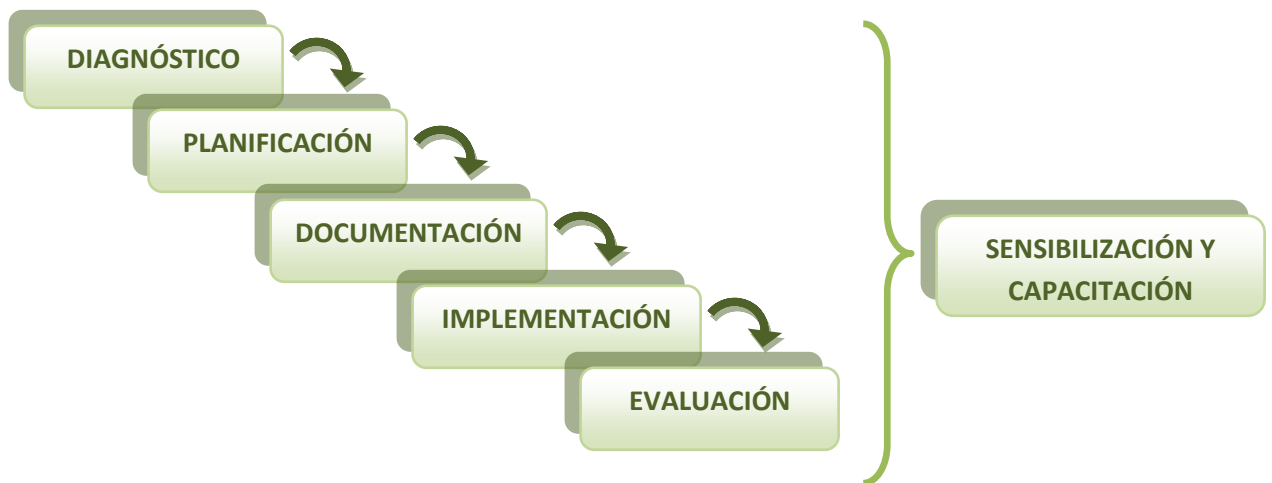 DIAGNÓSTICO
PLANIFICACIÓN
DOCUMENTACIÓN
IMPLEMENTACIÓN
EVALUACIÓN
SENSIBILIZACIÓN Y
CAPACITACIÓN